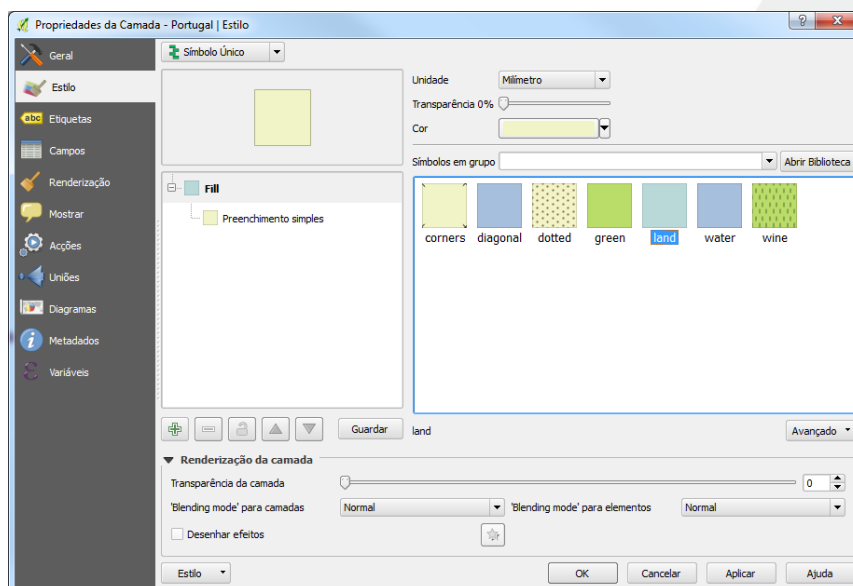 Propriedades da Camada - Portugal | Estilo
Geral
Estilo
abc Etiquetas
Campos
Renderização
Mostrar
Acções
Uniões
Diagramas
Metadados
Variáveis
Símbolo Único
Unidade Milímetro
Transparência 0%
Cor
Símbolos em grupo Abrir Biblioteca
Fill
Preenchimento simples
corners diagonal dotted green land water wine
Guardar land Avançado
Renderização da camada
Transparência da camada 0
'Blending mode' para camadas Normal 'Blending mode' para elementos Normal
Desenhar efeitos
Estilo OK Cancelar Aplicar Ajuda